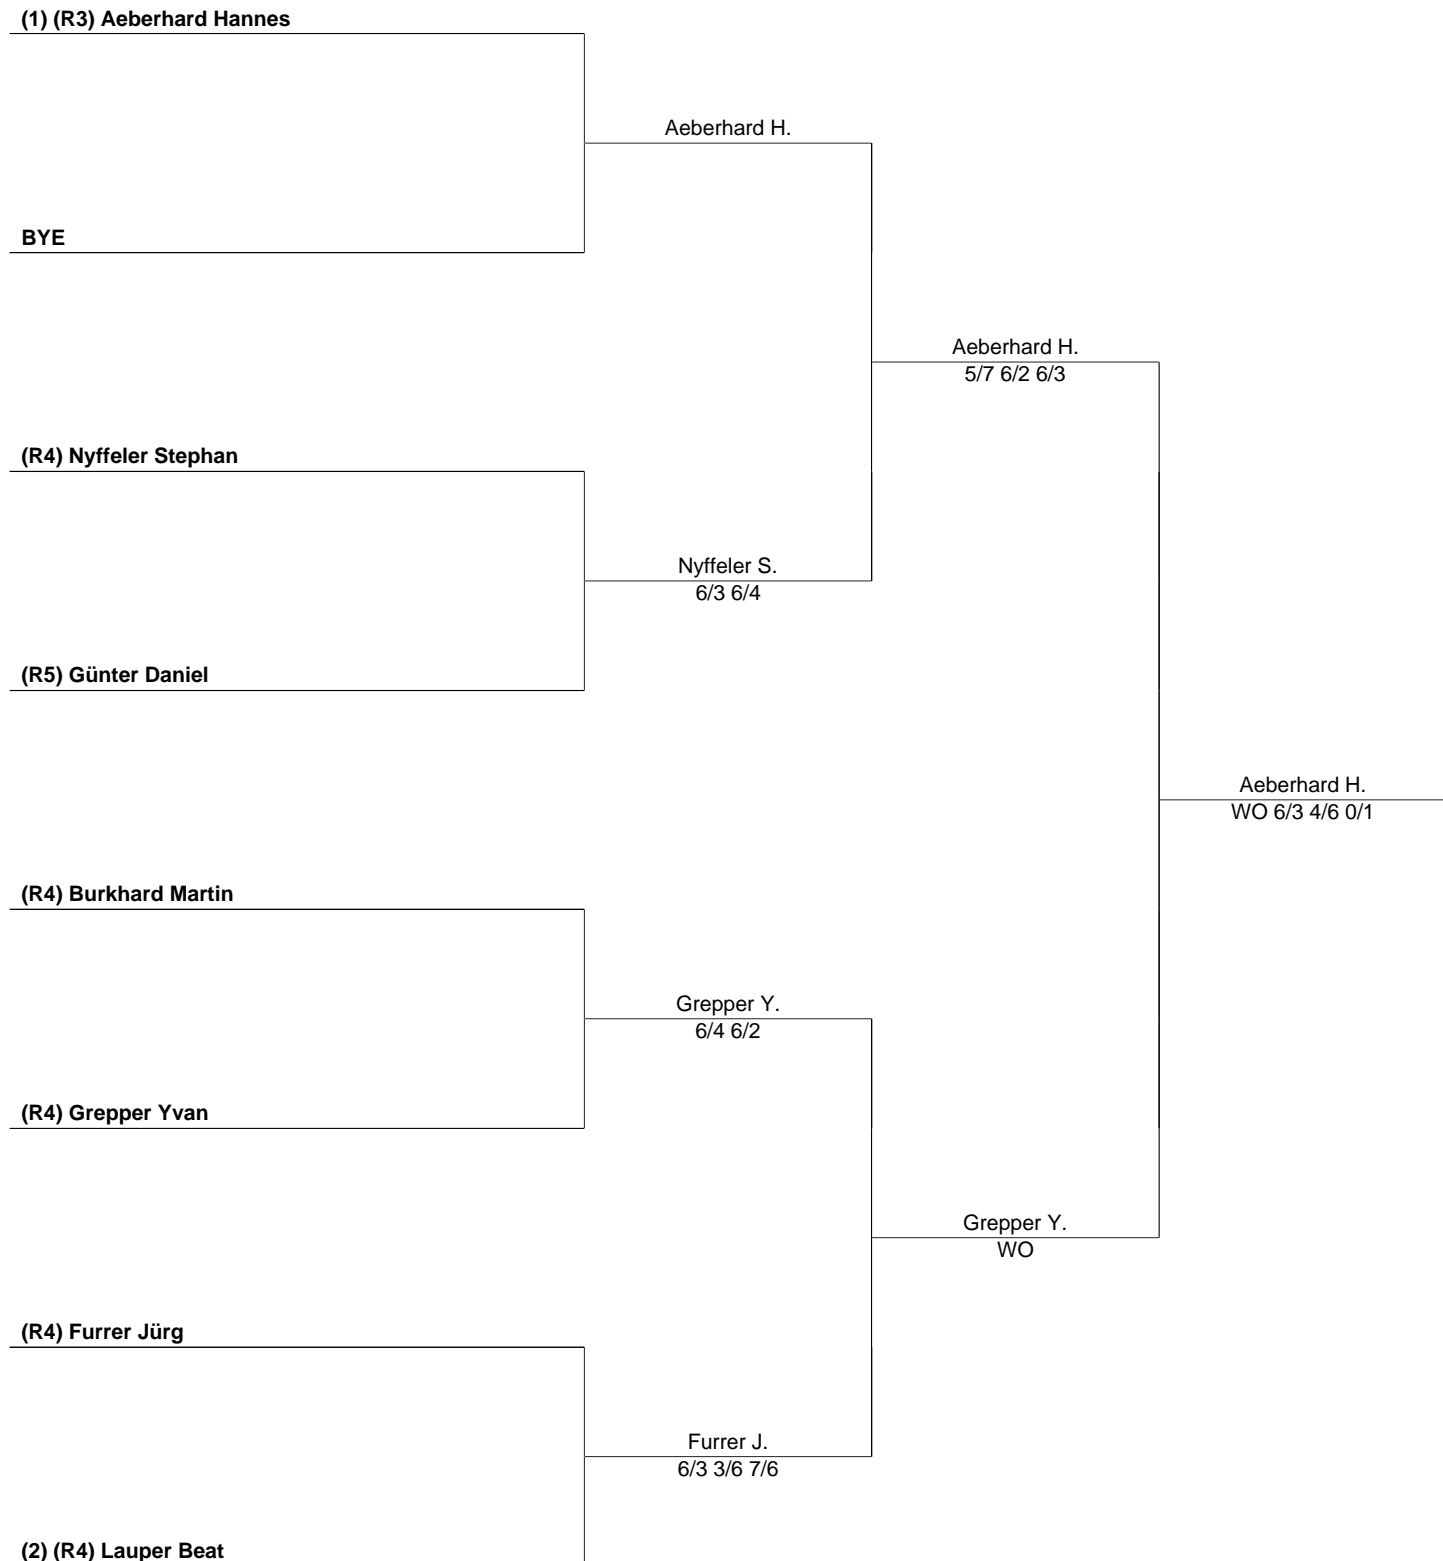 (1) (R3) Aeberhard Hannes
Aeberhard H.
BYE
Aeberhard H.
5/7 6/2 6/3
(R4) Nyffeler Stephan
Nyffeler S.
6/3 6/4
(R5) Günter Daniel
Aeberhard H.
WO 6/3 4/6 0/1
(R4) Burkhard Martin
Grepper Y.
6/4 6/2
(R4) Grepper Yvan
Grepper Y.
WO
(R4) Furrer Jürg
Furrer J.
6/3 3/6 7/6
(2) (R4) Lauper Beat